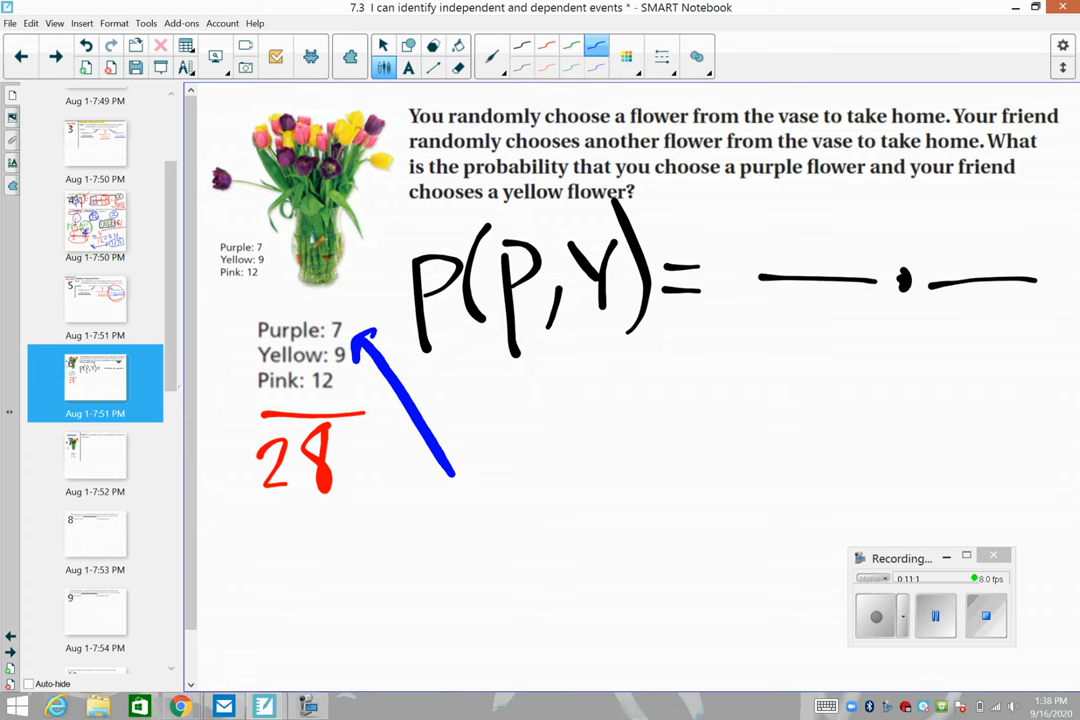 7.3 I can identify independent and dependent events * - SMART Notebook
File Edit View Insert Format Tools Add-ons Account Help
Aug 1-7:49 PM
3
Aug 1-7:50 PM
Aug 1-7:50 PM
5
Aug 1-7:51 PM
Aug 1-7:51 PM
Aug 1-7:52 PM
8
Aug 1-7:53 PM
9
Aug 1-7:54 PM
Auto-hide
You randomly choose a flower from the vase to take home. Your friend
randomly chooses another flower from the vase to take home. What
is the probability that you choose a purple flower and your friend
chooses a yellow flower?
Purple: 7
Yellow: 9
Pink: 12
P(P,Y)=
Purple: 7
Yellow: 9
Pink: 12
28
Recording...
0:11:1
8.0 fps
1:38 PM
9/16/2020